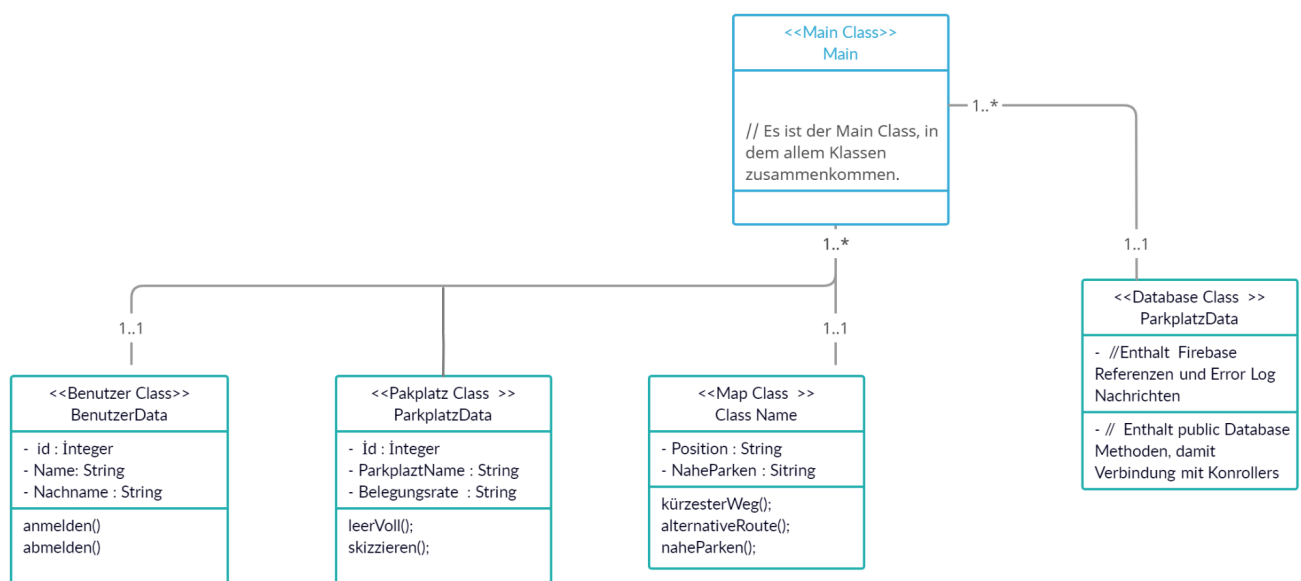 <<Main Class>>
Main
// Es ist der Main Class, in
dem allem Klassen
zusammenkommen.
1..*
1..*
1..1
1..1
1..1
<<Benutzer Class>>
BenutzerData
- id : İnteger
- Name: String
- Nachname : String
anmelden()
abmelden()
<<Pakplatz Class >>
ParkplatzData
- İd : İnteger
- ParkplaztName : String
- Belegungsrate : String
leerVoll();
skizzieren();
<<Map Class >>
Class Name
- Position : String
- NaheParken : Sitring
kürzesterWeg();
alternativeRoute();
naheParken();
<<Database Class >>
ParkplatzData
- //Enthalt Firebase
Referenzen und Error Log
Nachrichten
- // Enthalt public Database
Methoden, damit
Verbindung mit Konrollers